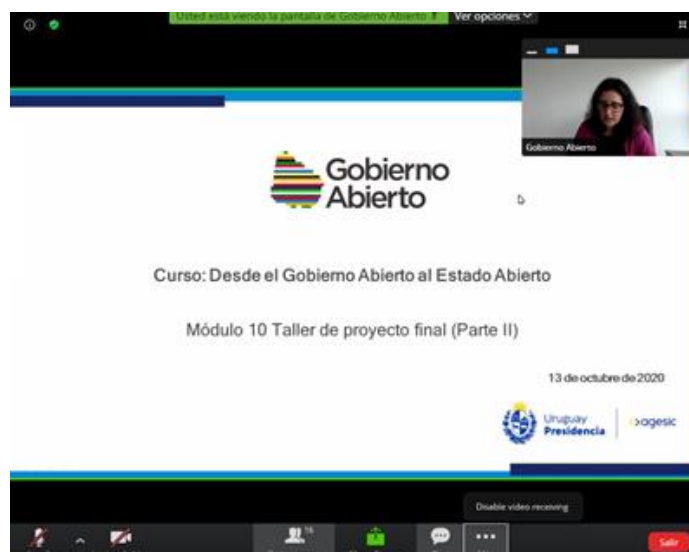 Usted está viendo la pantalla de Gobierno Abierto
Ver opciones
Gobierno Abierto
Gobierno
Abierto
Curso: Desde el Gobierno Abierto al Estado Abierto
Módulo 10 Taller de proyecto final (Parte II)
13 de octubre de 2020
Uruguay
Presidencia
agesic
Disable video receiving
16
Salir